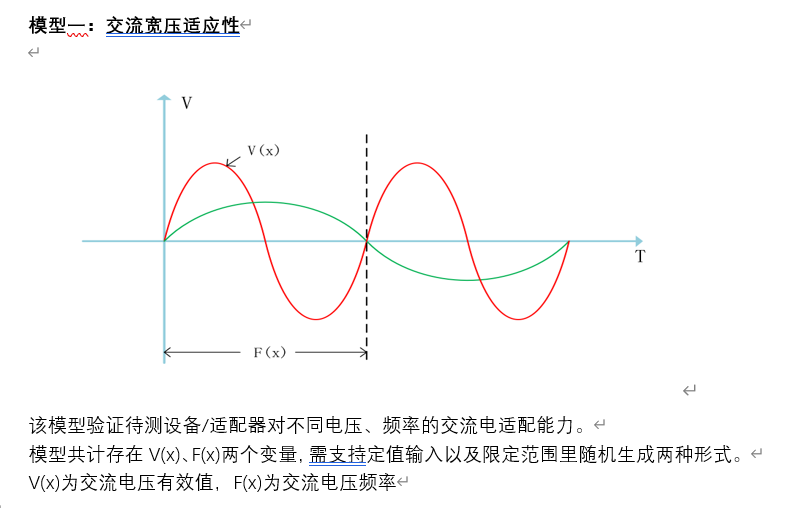 模型一：交流宽压适应性
V
V(x)
T
F(x)
该模型验证待测设备/适配器对不同电压、频率的交流电适配能力。
模型共计存在 V(x)、F(x)两个变量, 需支持定值输入以及限定范围里随机生成两种形式。
V(x)为交流电压有效值，F(x)为交流电压频率